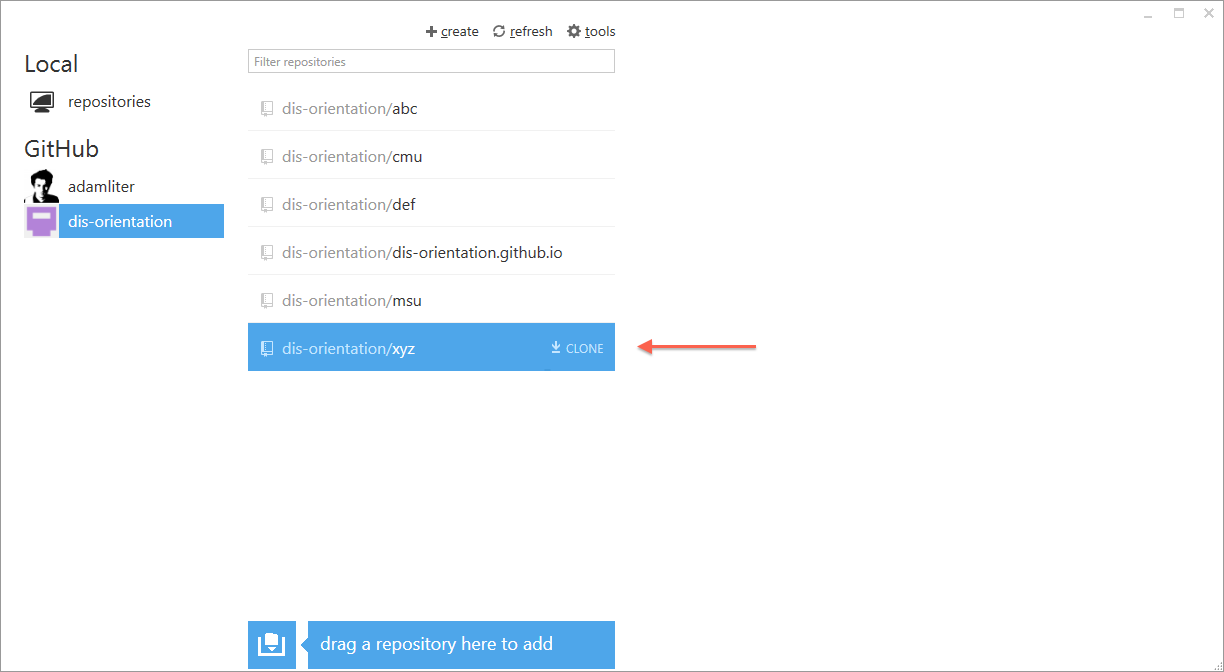 create refresh tools
Local
Filter repositories
repositories
dis-orientation/abc
GitHub
dis-orientation/cmu
adamliter
dis-orientation/def
dis-orientation
dis-orientation/dis-orientation.github.io
dis-orientation/msu
dis-orientation/xyz CLONE
drag a repository here to add